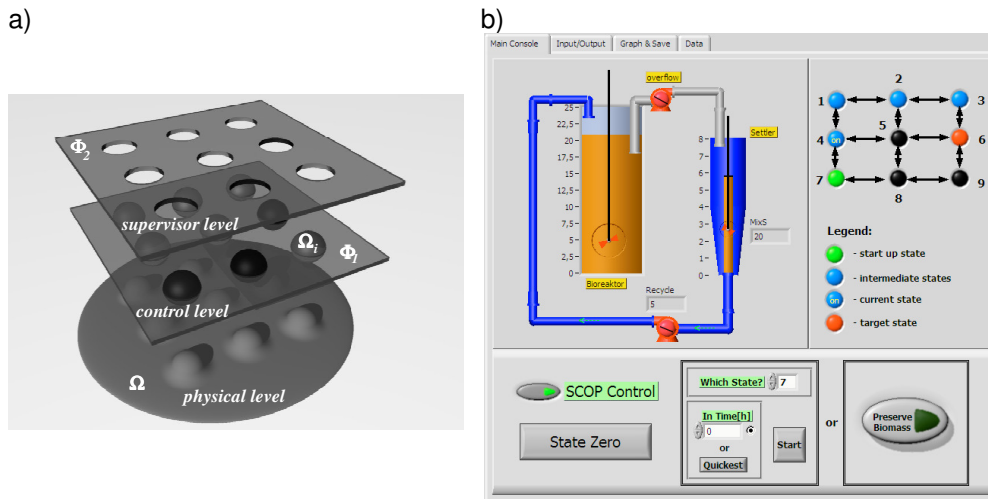 a)
Φ2
supervisor level
Ωi
Φ1
control level
Ω
physical level
b)
Main Console
Input/Output
Graph & Save
Data
overflow
25
22,5
20
17,5
15
12,5
10
7,5
5
2,5
0
Bioreaktor
8
7
6
5
4
3
2
1
0
Settler
MixS
20
Recycle
5
1
2
3
4
on
5
6
7
8
9
Legend:
- start up state
- intermediate states
on - current state
- target state
SCOP Control
State Zero
Which State? 7
In Time[h]
0
or
Quickest
Start
or
Preserve
Biomass